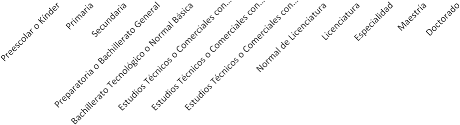 Preescolar o Kínder
Primaria
Secundaria
Preparatoria o Bachillerato General
Bachillerato Tecnológico o Normal Básica
Estudios Técnicos o Comerciales con...
Estudios Técnicos o Comerciales con...
Estudios Técnicos o Comerciales con...
Normal de Licenciatura
Licenciatura
Especialidad
Maestría
Doctorado